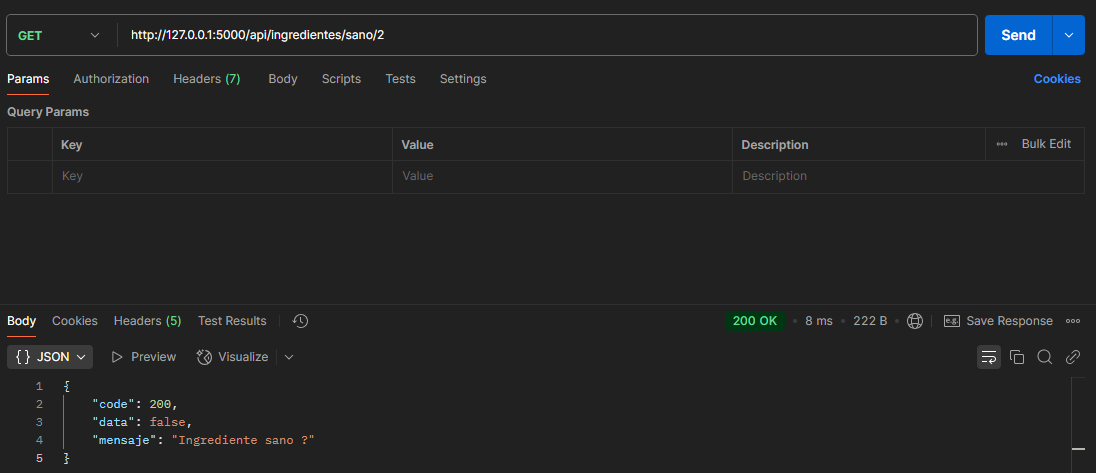 GET http://127.0.0.1:5000/api/ingredientes/sano/2 Send
Params Authorization Headers (7) Body Scripts Tests Settings Cookies
Query Params
Key Value Description ••• Bulk Edit
Key Value Description
Body Cookies Headers (5) Test Results 200 OK • 8 ms • 222 B • e.g. Save Response •••
{} JSON Preview Visualize
1 {
2 "code": 200,
3 "data": false,
4 "mensaje": "Ingrediente sano ?"
5 }